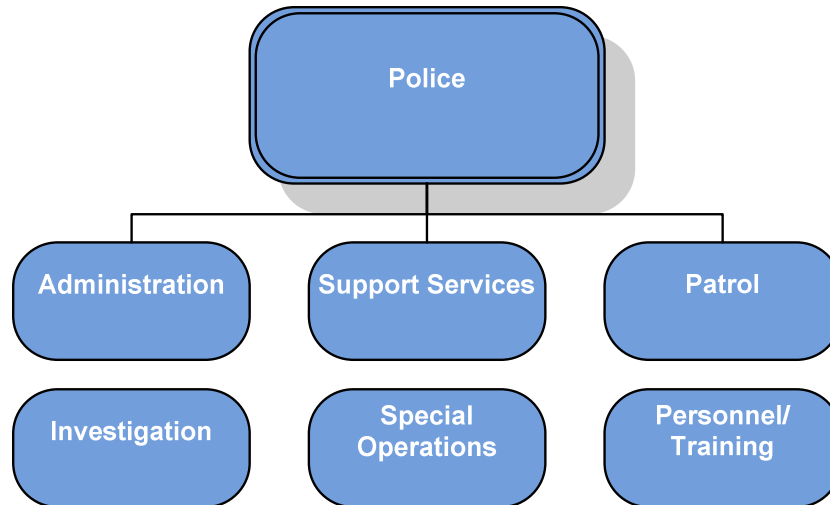 Police
Administration
Support Services
Patrol
Investigation
Special
Operations
Personnel/
Training